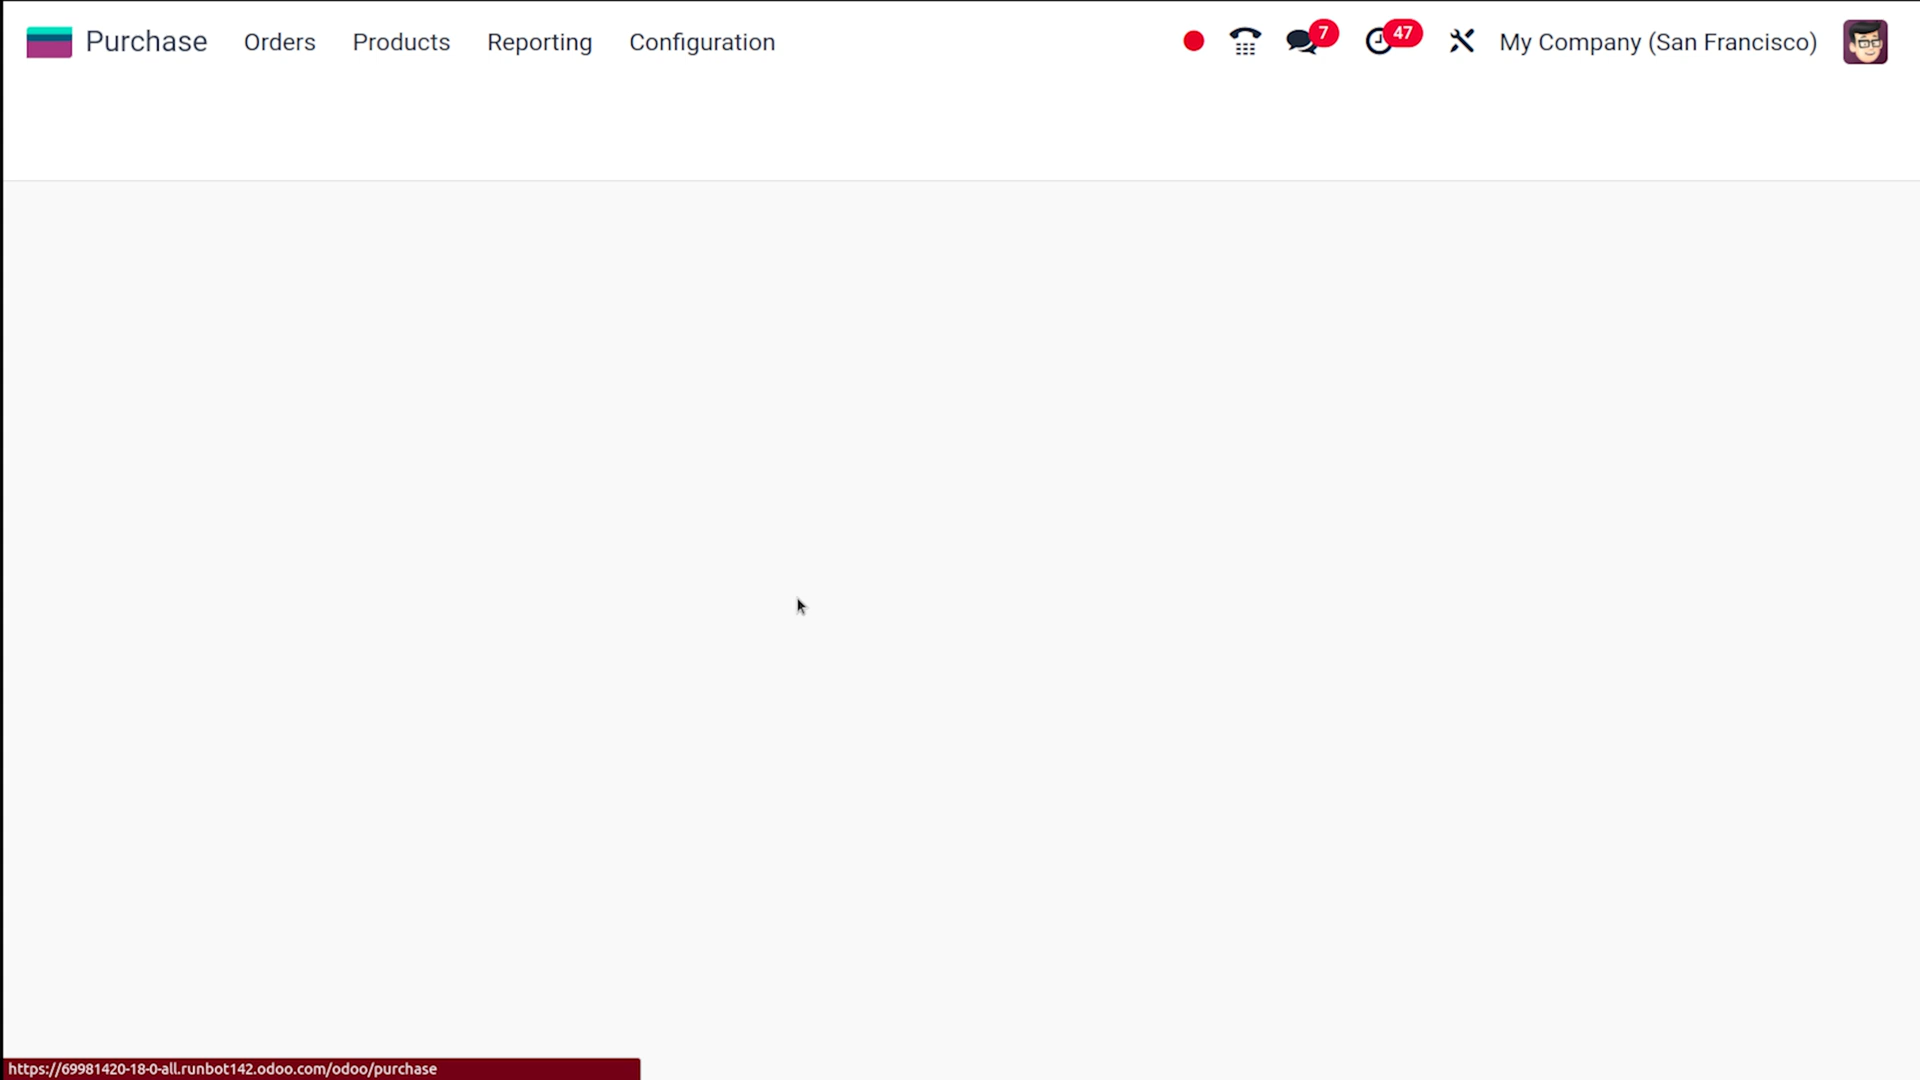 Purchase Orders Products Reporting Configuration 7 47 My Company (San Francisco)
https://69981420-18-0-all.runbot142.odoo.com/odoo/purchase